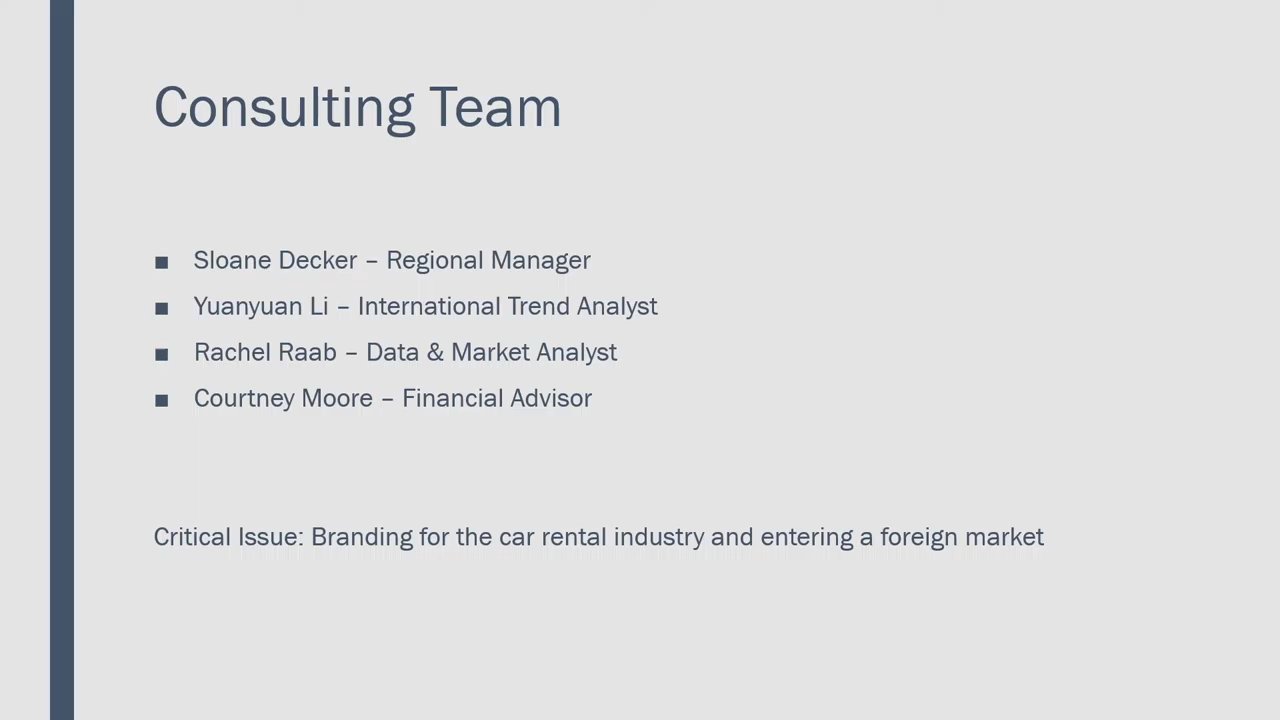 Consulting Team
■ Sloane Decker – Regional Manager
■ Yuanyuan Li – International Trend Analyst
■ Rachel Raab – Data & Market Analyst
■ Courtney Moore – Financial Advisor
Critical Issue: Branding for the car rental industry and entering a foreign market